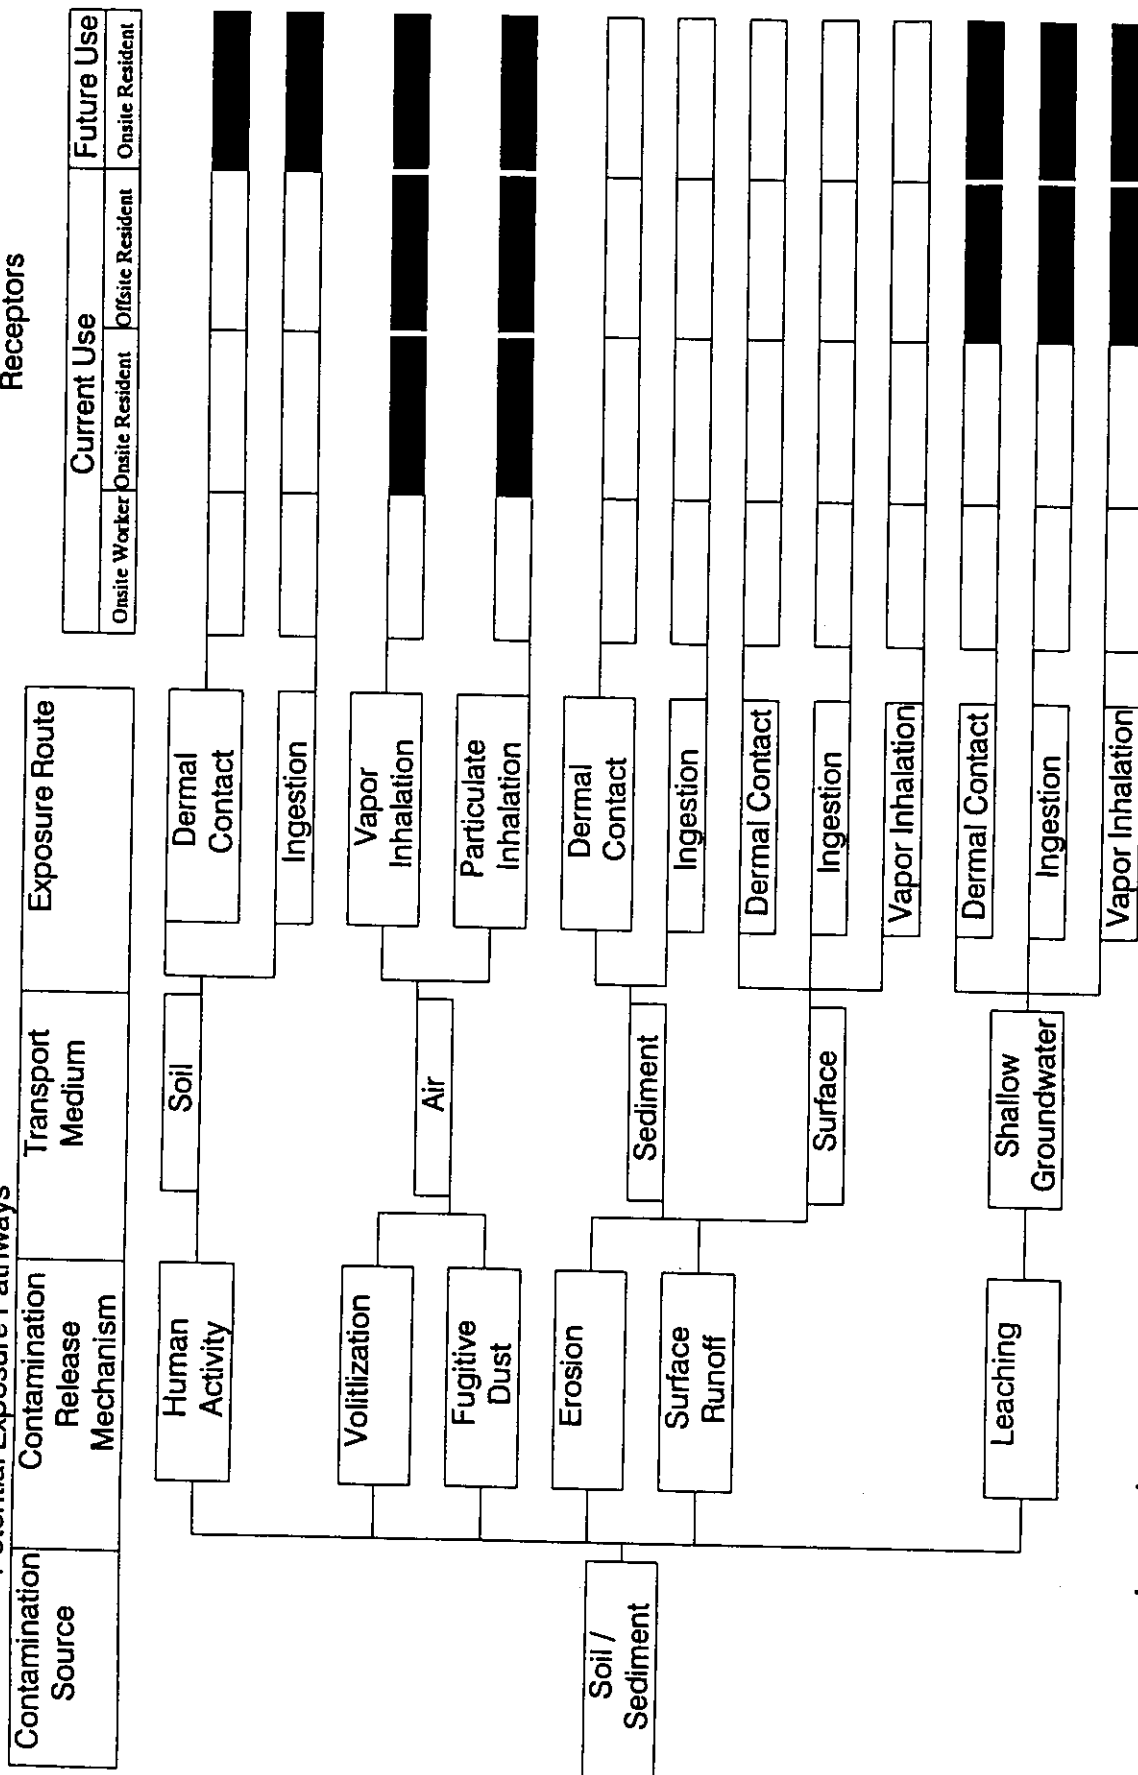 Potential Exposure Pathways
Receptors
Contamination
Source
Contamination
Release
Mechanism
Transport
Medium
Exposure Route
Current Use
Future Use
Onsite Worker
Onsite Resident
Offsite Resident
Onsite Resident
Soil /
Sediment
Human
Activity
Soil
Dermal
Contact
Ingestion
Volitlization
Fugitive
Dust
Air
Vapor
Inhalation
Particulate
Inhalation
Erosion
Surface
Runoff
Sediment
Dermal
Contact
Ingestion
Surface
Dermal Contact
Ingestion
Vapor Inhalation
Leaching
Shallow
Groundwater
Dermal Contact
Ingestion
Vapor Inhalation